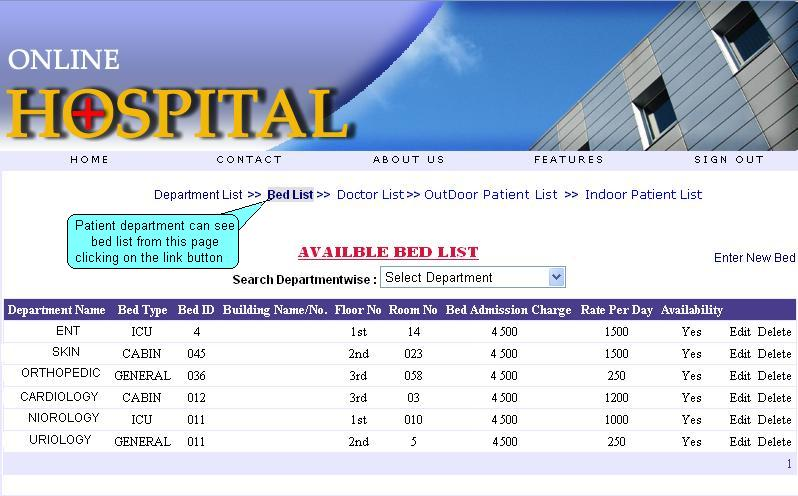 ONLINE
HOSPITAL
HOME CONTACT ABOUT US FEATURES SIGN OUT
Department List >> Bed List >> Doctor List >> OutDoor Patient List >> Indoor Patient List
Patient department can see
bed list from this page
clicking on the link button
AVAILBLE BED LIST
Enter New Bed
Search Departmentwise : Select Department
Department Name Bed Type Bed ID Building Name/No. Floor No Room No Bed Admission Charge Rate Per Day Availability
ENT ICU 4 1st 14 4500 1500 Yes Edit Delete
SKIN CABIN 045 2nd 023 4500 1500 Yes Edit Delete
ORTHOPEDIC GENERAL 036 3rd 058 4500 250 Yes Edit Delete
CARDIOLOGY CABIN 012 3rd 03 4500 1200 Yes Edit Delete
NIOROLOGY ICU 011 1st 010 4500 1000 Yes Edit Delete
URIOLOGY GENERAL 011 2nd 5 4500 250 Yes Edit Delete
1